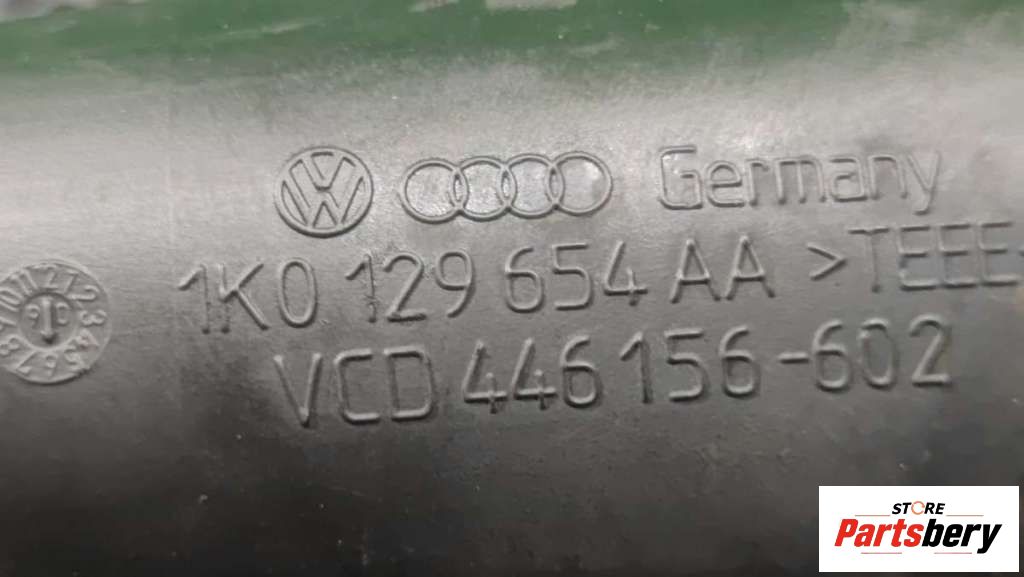 Germany
1K0 129 654 AA >TEEE
VCD 446 156-602
STORE
Partsbery